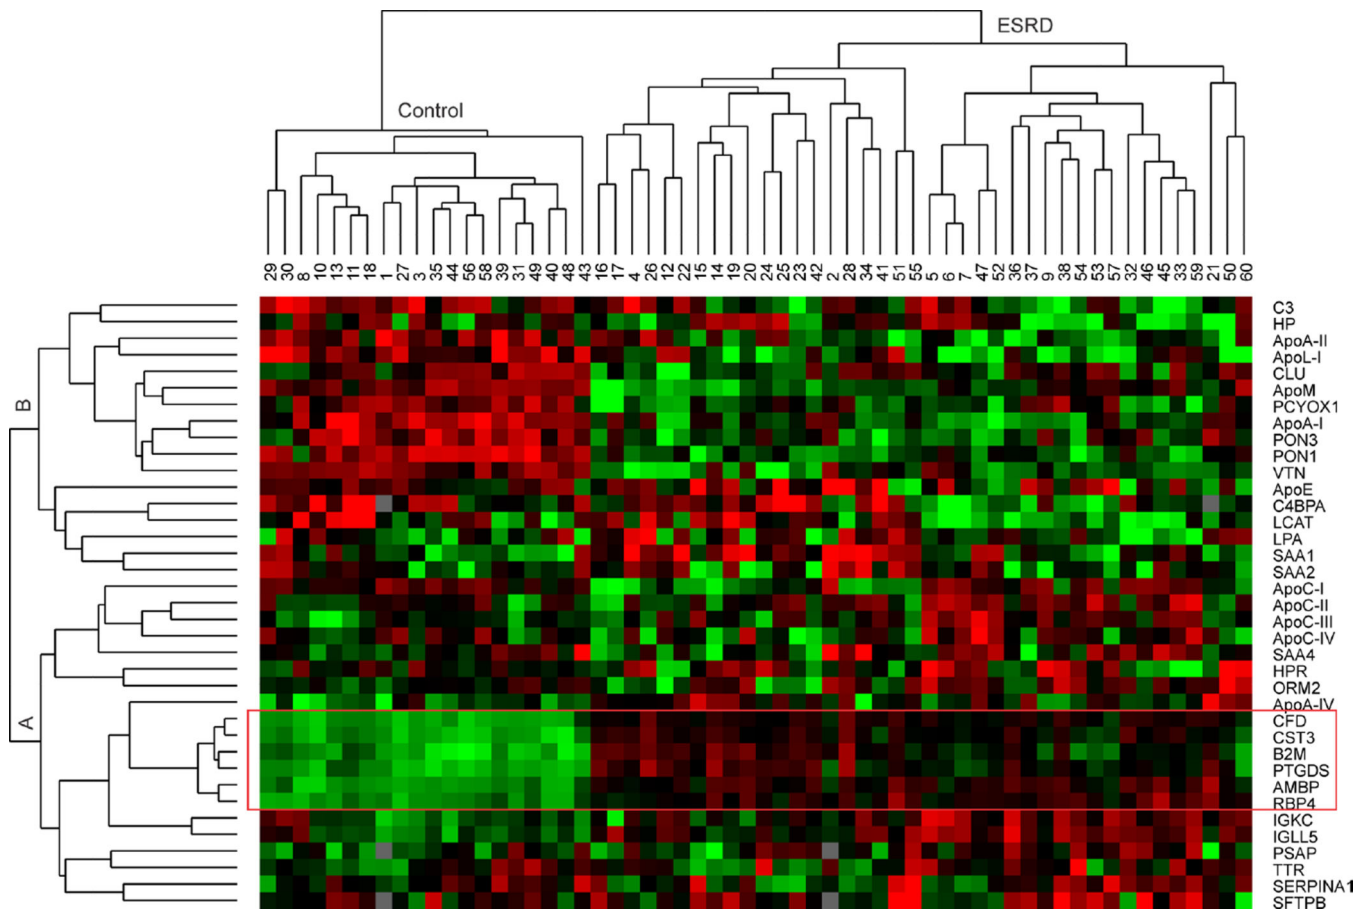 ESRD
Control
29 30 8 10 13 11 18 1 27 3 35 44 56 58 39 31 49 40 48 43 16 17 4 26 12 22 15 14 19 20 24 25 23 42 2 28 34 41 51 55 5 6 7 47 52 36 37 9 38 54 53 57 32 46 45 33 59 21 50 60
B
A
C3
HP
ApoA-II
ApoL-I
CLU
ApoM
PCYOX1
ApoA-I
PON3
PON1
VTN
ApoE
C4BPA
LCAT
LPA
SAA1
SAA2
ApoC-I
ApoC-II
ApoC-III
ApoC-IV
SAA4
HPR
ORM2
ApoA-IV
CFD
CST3
B2M
PTGDS
AMBP
RBP4
IGKC
IGLL5
PSAP
TTR
SERPINA1
SFTPB